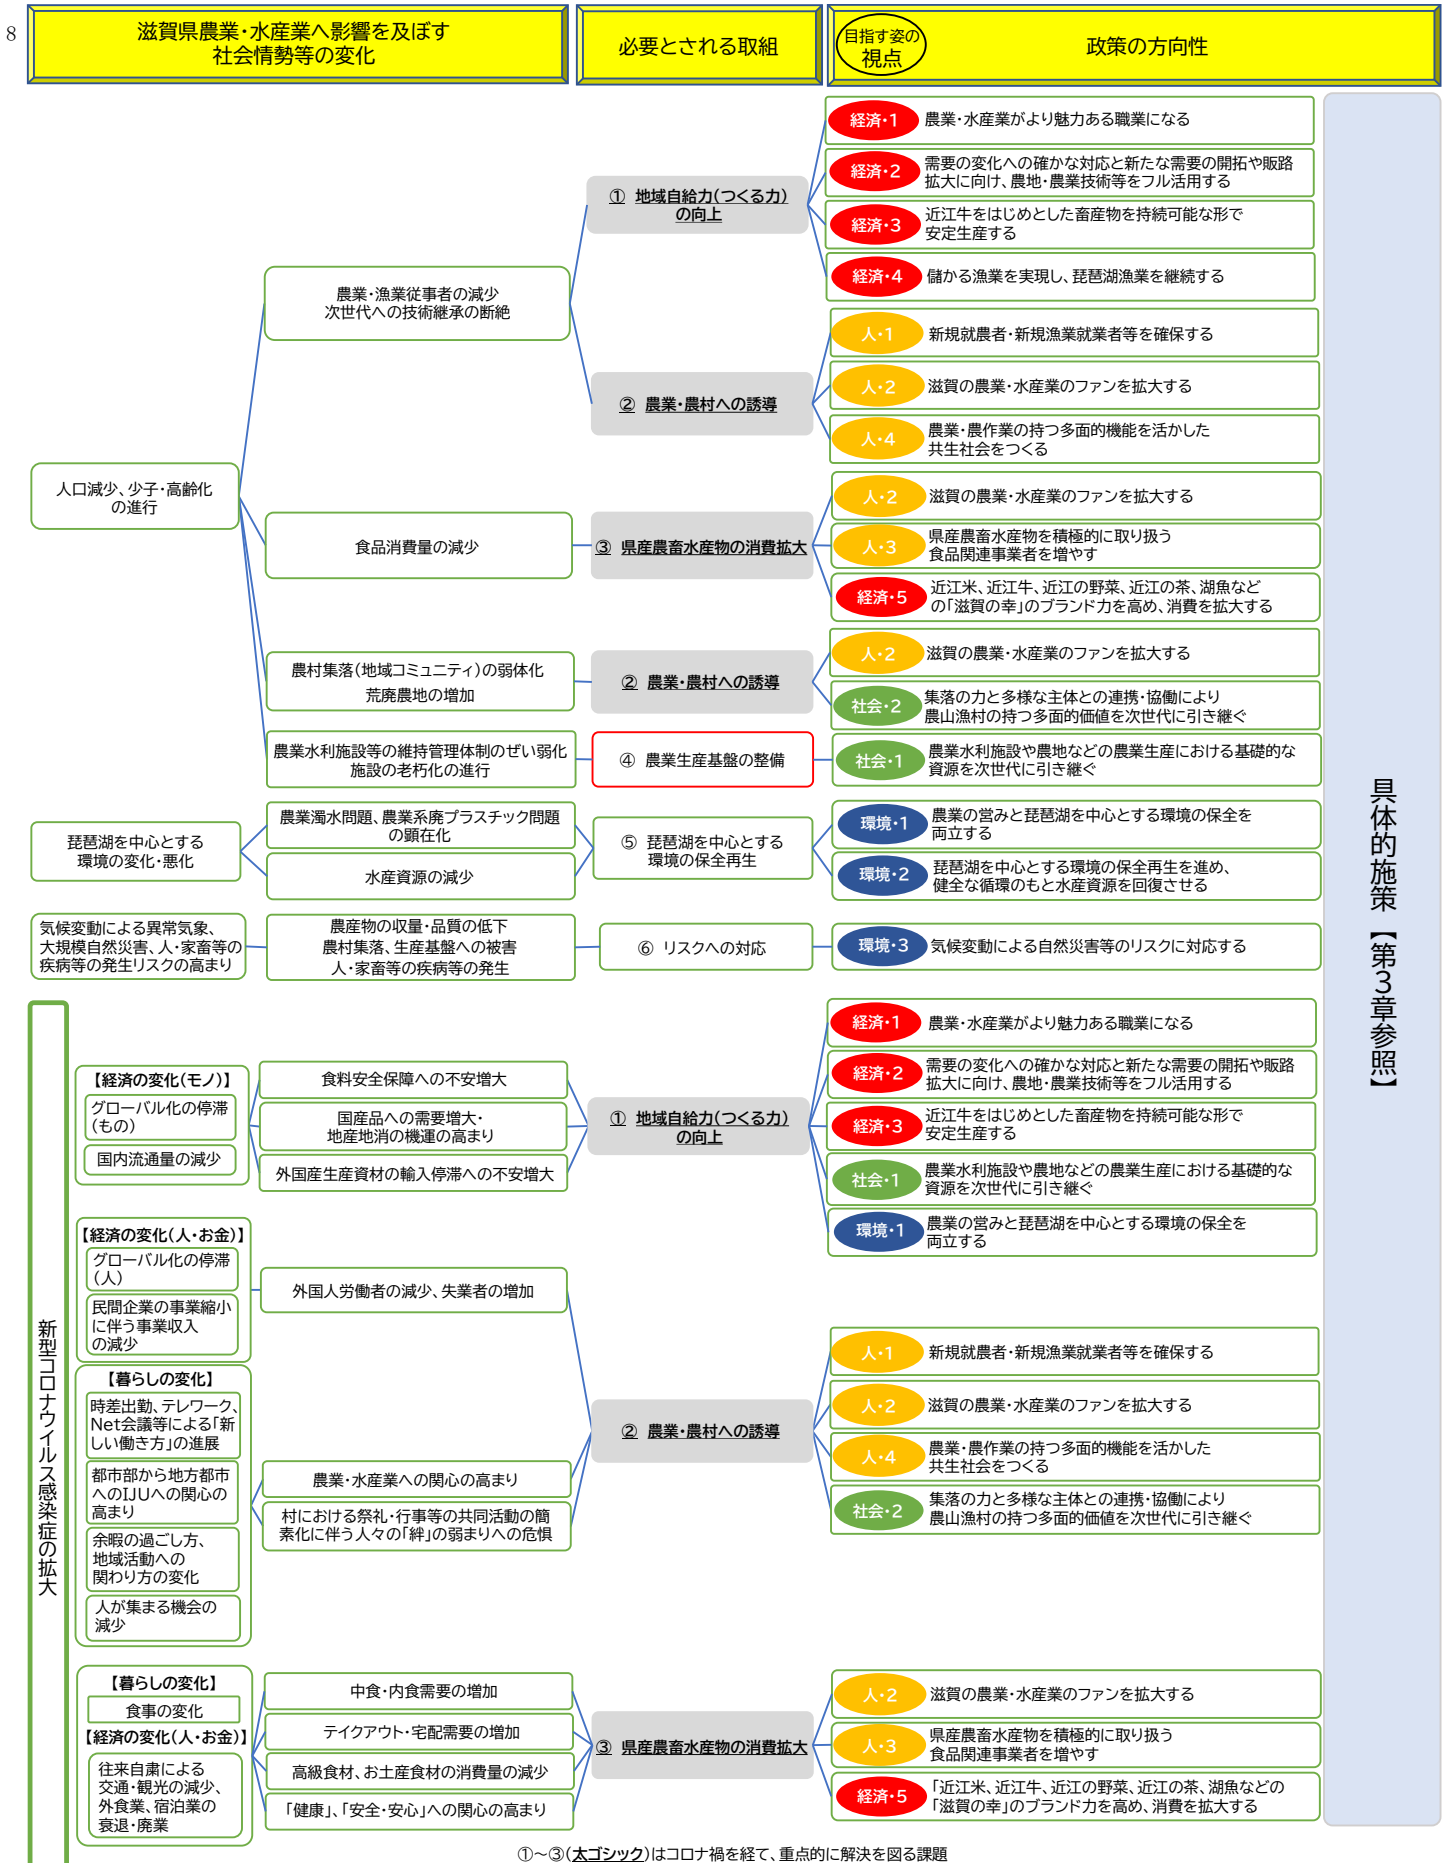 8
滋賀県農業・水産業へ影響を及ぼす
社会情勢等の変化
必要とされる取組
目指す姿の
視点
政策の方向性
人口減少、少子・高齢化
の進行
農業・漁業従事者の減少
次世代への技術継承の断絶
① 地域自給力(つくる力)
の向上
経済・1 農業・水産業がより魅力ある職業になる
経済・2 需要の変化への確かな対応と新たな需要の開拓や販路
拡大に向け、農地・農業技術等をフル活用する
経済・3 近江牛をはじめとした畜産物を持続可能な形で
安定生産する
経済・4 儲かる漁業を実現し、琵琶湖漁業を継続する
② 農業・農村への誘導
人・1 新規就農者・新規漁業就業者等を確保する
人・2 滋賀の農業・水産業のファンを拡大する
人・4 農業・農作業の持つ多面的機能を活かした
共生社会をつくる
食品消費量の減少
③ 県産農畜水産物の消費拡大
人・2 滋賀の農業・水産業のファンを拡大する
人・3 県産農畜水産物を積極的に取り扱う
食品関連事業者を増やす
経済・5 近江米、近江牛、近江の野菜、近江の茶、湖魚など
の「滋賀の幸」のブランド力を高め、消費を拡大する
農村集落(地域コミュニティ)の弱体化
荒廃農地の増加
② 農業・農村への誘導
人・2 滋賀の農業・水産業のファンを拡大する
社会・2 集落の力と多様な主体との連携・協働により
農山漁村の持つ多面的価値を次世代に引き継ぐ
農業水利施設等の維持管理体制のぜい弱化
施設の老朽化の進行
④ 農業生産基盤の整備
社会・1 農業水利施設や農地などの農業生産における基礎的な
資源を次世代に引き継ぐ
琵琶湖を中心とする
環境の変化・悪化
農業濁水問題、農業系廃プラスチック問題
の顕在化
水産資源の減少
⑤ 琵琶湖を中心とする
環境の保全再生
環境・1 農業の営みと琵琶湖を中心とする環境の保全を
両立する
環境・2 琵琶湖を中心とする環境の保全再生を進め、
健全な循環のもと水産資源を回復させる
気候変動による異常気象、
大規模自然災害、人・家畜等の
疾病等の発生リスクの高まり
農産物の収量・品質の低下
農村集落、生産基盤への被害
人・家畜等の疾病等の発生
⑥ リスクへの対応
環境・3 気候変動による自然災害等のリスクに対応する
具体的施策【第3章参照】
新型コロナウイルス感染症の拡大
【経済の変化(モノ)】
グローバル化の停滞
(もの)
国内流通量の減少
食料安全保障への不安増大
国産品への需要増大・
地産地消の機運の高まり
外国産生産資材の輸入停滞への不安増大
① 地域自給力(つくる力)
の向上
経済・1 農業・水産業がより魅力ある職業になる
経済・2 需要の変化への確かな対応と新たな需要の開拓や販路
拡大に向け、農地・農業技術等をフル活用する
経済・3 近江牛をはじめとした畜産物を持続可能な形で
安定生産する
社会・1 農業水利施設や農地などの農業生産における基礎的な
資源を次世代に引き継ぐ
環境・1 農業の営みと琵琶湖を中心とする環境の保全を
両立する
【経済の変化(人・お金)】
グローバル化の停滞
(人)
民間企業の事業縮小
に伴う事業収入
の減少
外国人労働者の減少、失業者の増加
【暮らしの変化】
時差出勤、テレワーク、
Net会議等による「新
しい働き方」の進展
都市部から地方都市
へのIJUへの関心の
高まり
余暇の過ごし方、
地域活動への
関わり方の変化
人が集まる機会の
減少
農業・水産業への関心の高まり
村における祭礼・行事等の共同活動の簡
素化に伴う人々の「絆」の弱まりへの危惧
② 農業・農村への誘導
人・1 新規就農者・新規漁業就業者等を確保する
人・2 滋賀の農業・水産業のファンを拡大する
人・4 農業・農作業の持つ多面的機能を活かした
共生社会をつくる
社会・2 集落の力と多様な主体との連携・協働により
農山漁村の持つ多面的価値を次世代に引き継ぐ
【暮らしの変化】
食事の変化
【経済の変化(人・お金)】
往来自粛による
交通・観光の減少、
外食業、宿泊業の
衰退・廃業
中食・内食需要の増加
テイクアウト・宅配需要の増加
高級食材、お土産食材の消費量の減少
「健康」、「安全・安心」への関心の高まり
③ 県産農畜水産物の消費拡大
人・2 滋賀の農業・水産業のファンを拡大する
人・3 県産農畜水産物を積極的に取り扱う
食品関連事業者を増やす
経済・5 「近江米、近江牛、近江の野菜、近江の茶、湖魚などの
「滋賀の幸」のブランド力を高め、消費を拡大する
①~③(太ゴシック)はコロナ禍を経て、重点的に解決を図る課題